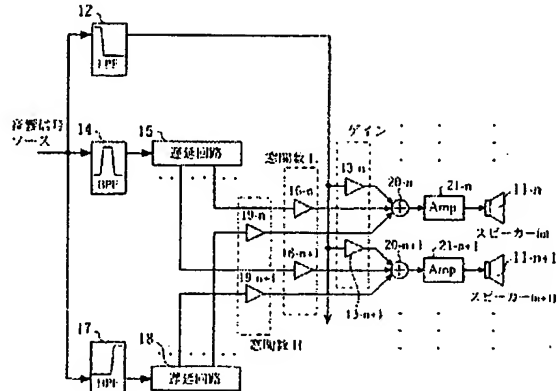 12
LPF
音響信号
ソース
14
BPF
15
遅延回路
窓関数L
ゲイン
13-n
16-n
19-n
20-n
21-n
Amp
11-n
スピーカー(n)
20-n+1
21-n+1
Amp
11-n+1
スピーカー(n+1)
16-n+1
19-n+1
13-n+1
17
HPF
18
遅延回路
窓関数H